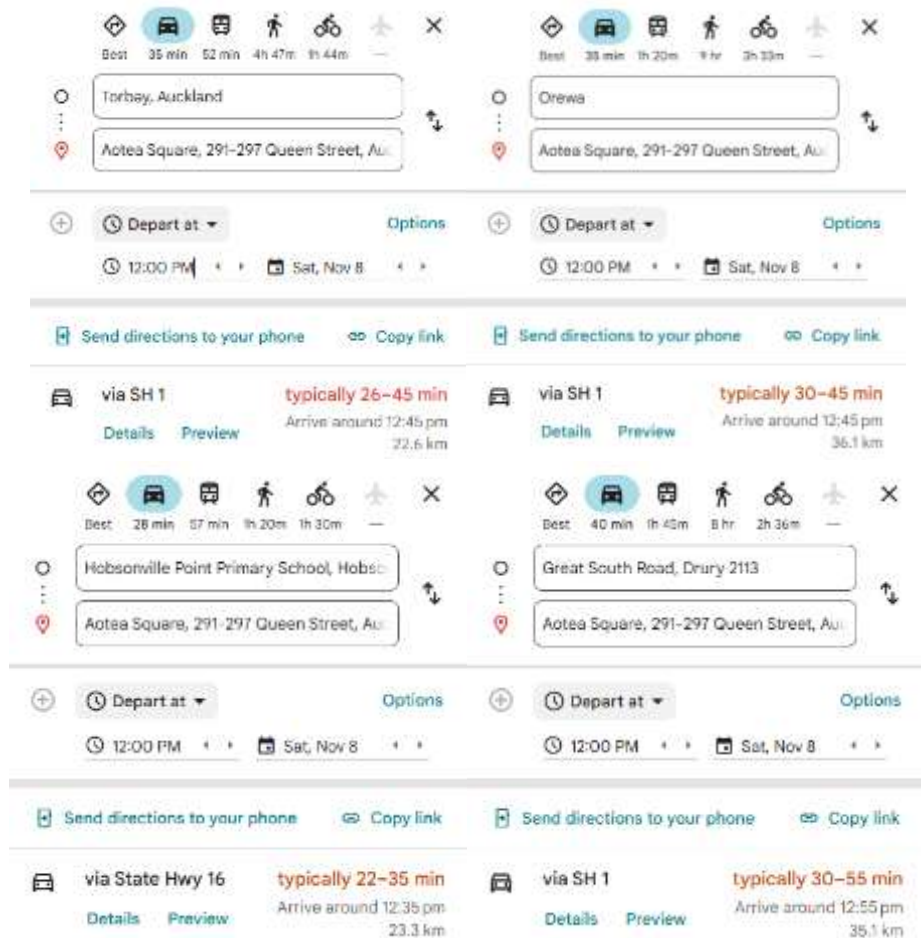 Best 35 min 52 min 4h 47m 1h 44m —
Torbay, Auckland
Aotea Square, 291-297 Queen Street, Au
Depart at
Options
12:00 PM
Sat, Nov 8
Send directions to your phone
Copy link
via SH 1
typically 26–45 min
Details
Preview
Arrive around 12:45 pm
22.6 km
Best 38 min 1h 20m 9 hr —
Orewa
Aotea Square, 291-297 Queen Street, Au
Depart at
Options
12:00 PM
Sat, Nov 8
Send directions to your phone
Copy link
via SH 1
typically 30–45 min
Details
Preview
Arrive around 12:45 pm
36.1 km
Best 28 min 57 min 1h 30m —
Hobsonville Point Primary School, Hobs
Aotea Square, 291-297 Queen Street, Au
Depart at
Options
12:00 PM
Sat, Nov 8
Send directions to your phone
Copy link
via State Hwy 16
typically 22–35 min
Details
Preview
Arrive around 12:35 pm
23.3 km
Best 40 min 1h 45m 8 hr 2h 36m —
Great South Road, Drury 2113
Aotea Square, 291-297 Queen Street, Au
Depart at
Options
12:00 PM
Sat, Nov 8
Send directions to your phone
Copy link
via SH 1
typically 30–55 min
Details
Preview
Arrive around 12:55 pm
35.1 km